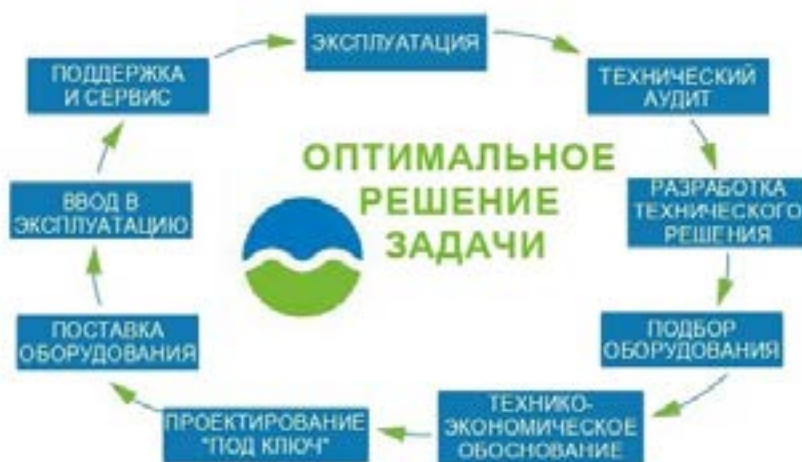 ЭКСПЛУАТАЦИЯ
ТЕХНИЧЕСКИЙ
АУДИТ
РАЗРАБОТКА
ТЕХНИЧЕСКОГО
РЕШЕНИЯ
ПОДБОР
ОБОРУДОВАНИЯ
ТЕХНИКО-
ЭКОНОМИЧЕСКОЕ
ОБОСНОВАНИЕ
ПРОЕКТИРОВАНИЕ
"ПОД КЛЮЧ"
ПОСТАВКА
ОБОРУДОВАНИЯ
ВВОД В
ЭКСПЛУАТАЦИЮ
ПОДДЕРЖКА
И СЕРВИС
ОПТИМАЛЬНОЕ
РЕШЕНИЕ
ЗАДАЧИ